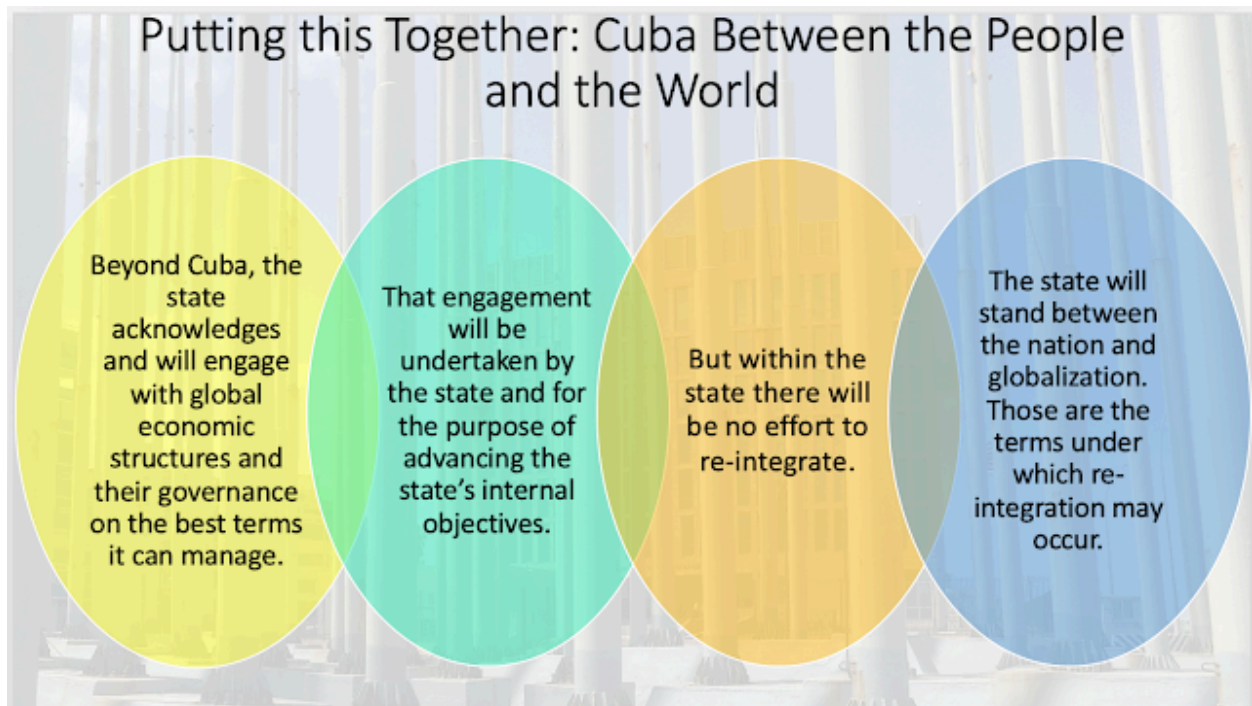 Putting this Together: Cuba Between the People
and the World
Beyond Cuba, the
state
acknowledges
and will engage
with global
economic
structures and
their governance
on the best terms
it can manage.
That engagement
will be
undertaken by
the state and for
the purpose of
advancing the
state's internal
objectives.
But within the
state there will
be no effort to
re-integrate.
The state will
stand between
the nation and
globalization.
Those are the
terms under
which re-
integration may
occur.